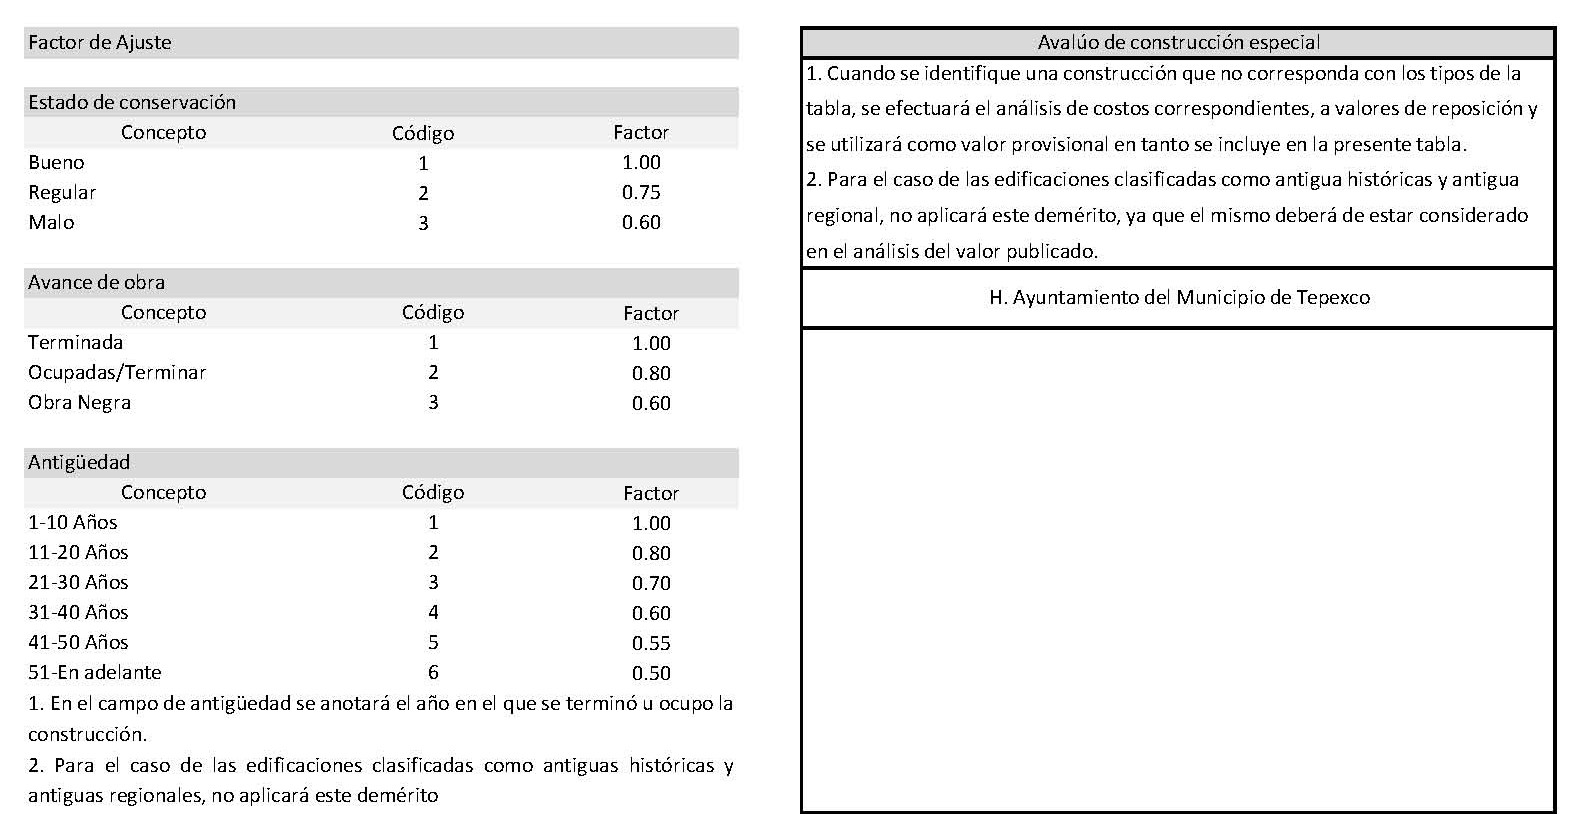 Factor de Ajuste
Estado de conservación
Concepto Código Factor
Bueno 1 1.00
Regular 2 0.75
Malo 3 0.60
Avance de obra
Concepto Código Factor
Terminada 1 1.00
Ocupadas/Terminar 2 0.80
Obra Negra 3 0.60
Antigüedad
Concepto Código Factor
1-10 Años 1 1.00
11-20 Años 2 0.80
21-30 Años 3 0.70
31-40 Años 4 0.60
41-50 Años 5 0.55
51-En adelante 6 0.50
1. En el campo de antigüedad se anotará el año en el que se terminó u ocupo la
construcción.
2. Para el caso de las edificaciones clasificadas como antiguas históricas y
antiguas regionales, no aplicará este demérito
Avalúo de construcción especial
1. Cuando se identifique una construcción que no corresponda con los tipos de la
tabla, se efectuará el análisis de costos correspondientes, a valores de reposición y
se utilizará como valor provisional en tanto se incluye en la presente tabla.
2. Para el caso de las edificaciones clasificadas como antigua históricas y antigua
regional, no aplicará este demérito, ya que el mismo deberá de estar considerado
en el análisis del valor publicado.
H. Ayuntamiento del Municipio de Tepexco